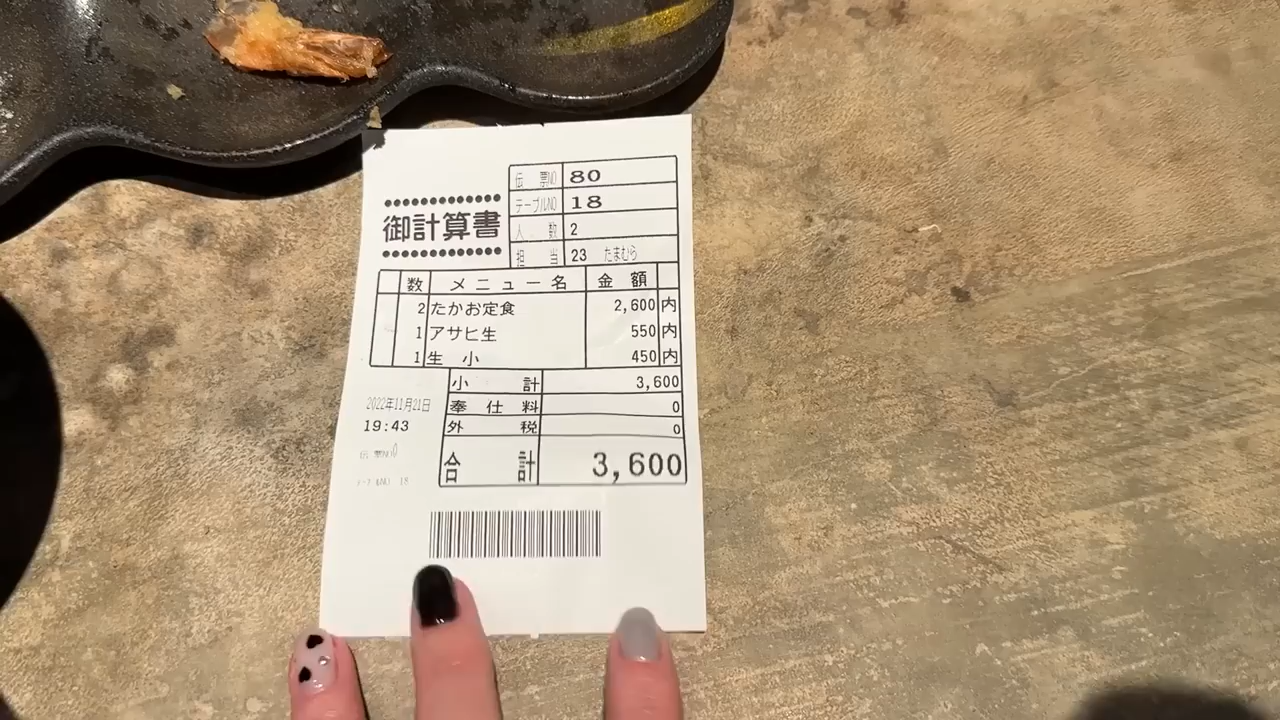 伝票NO 80
テーブルNO 18
人数 2
担当 23 たまむら
御計算書
数 メニュー名 金額
2 たかお定食 2,600 内
1 アサヒ生 550 内
1 生 小 450 内
小計 3,600
奉仕料 0
外税 0
合計 3,600
2022年11月21日
19:43